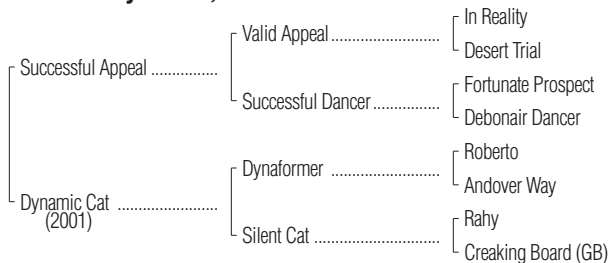 In Reality
Valid Appeal
Desert Trial
Successful Appeal
Fortunate Prospect
Successful Dancer
Debonair Dancer
Roberto
Dynaformer
Andover Way
Dynamic Cat
(2001)
Rahy
Silent Cat
Creaking Board (GB)